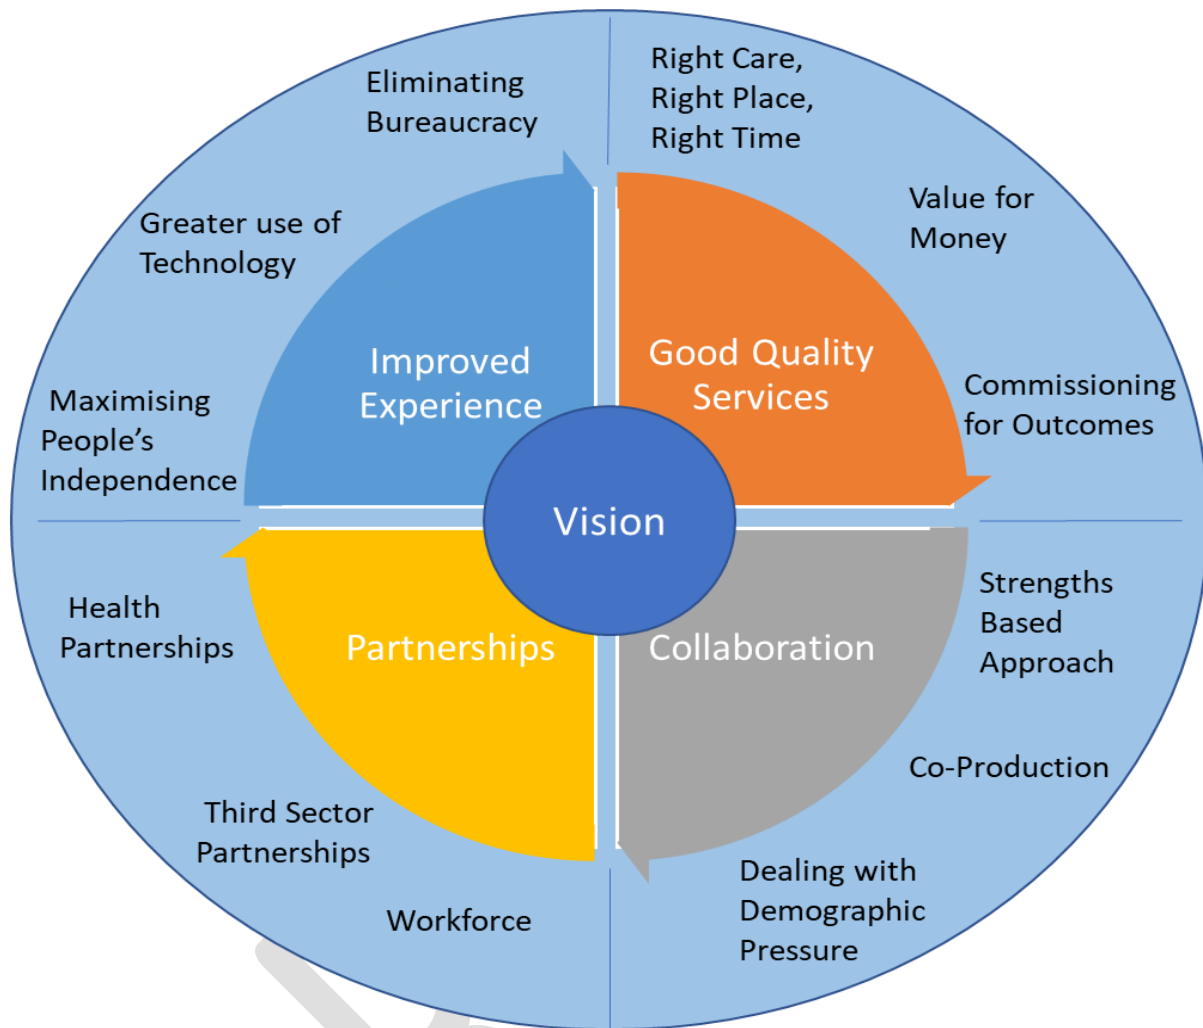 Eliminating
Bureaucracy
Right Care,
Right Place,
Right Time
Greater use of
Technology
Value for
Money
Improved
Experience
Good Quality
Services
Maximising
People’s
Independence
Commissioning
for Outcomes
Vision
Health
Partnerships
Partnerships
Collaboration
Strengths
Based
Approach
Co-Production
Third Sector
Partnerships
Workforce
Dealing with
Demographic
Pressure